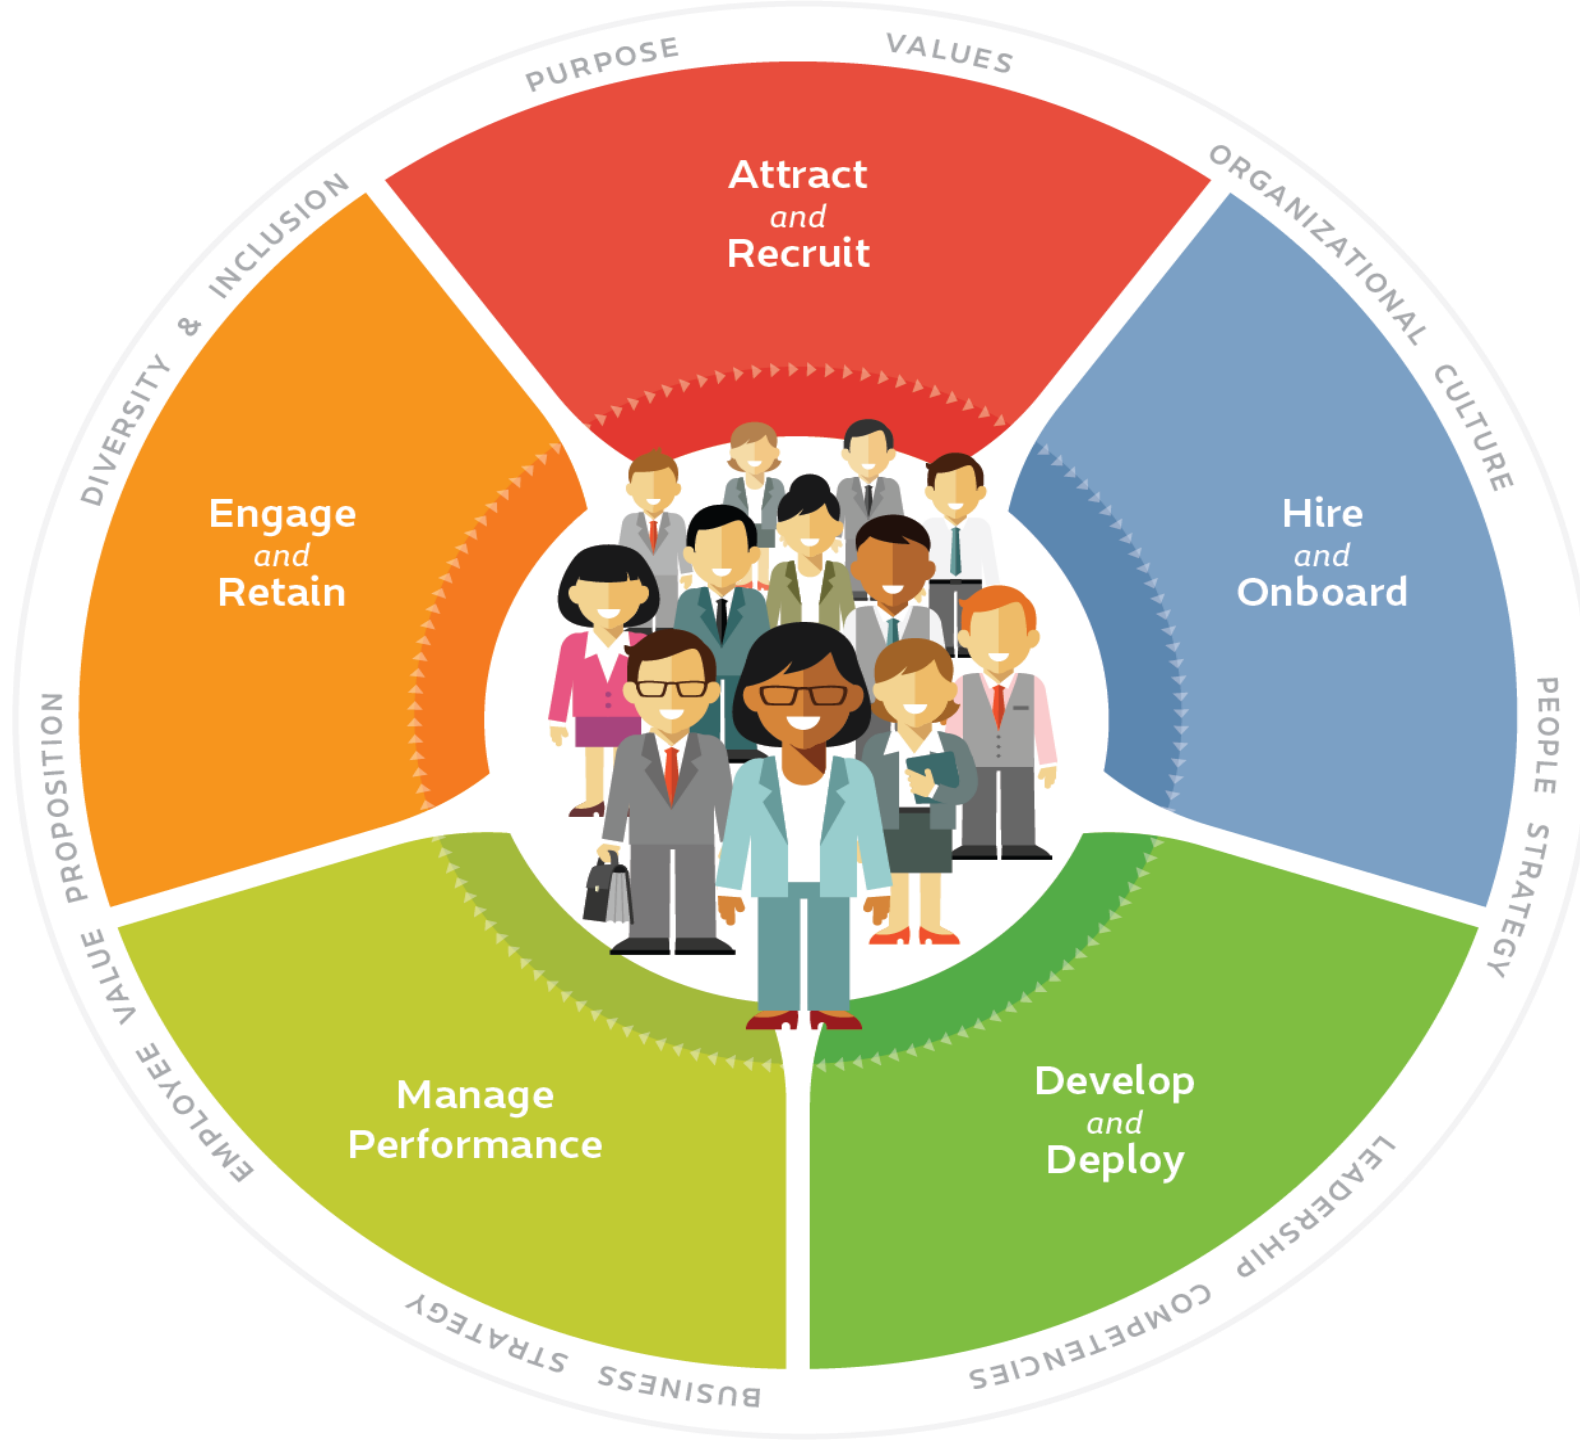 PURPOSE
VALUES
ORGANIZATIONAL CULTURE
PEOPLE STRATEGY
LEADERSHIP COMPETENCIES
BUSINESS STRATEGY
EMPLOYEE VALUE PROPOSITION
DIVERSITY & INCLUSION
Attract
and
Recruit
Hire
and
Onboard
Develop
and
Deploy
Manage
Performance
Engage
and
Retain